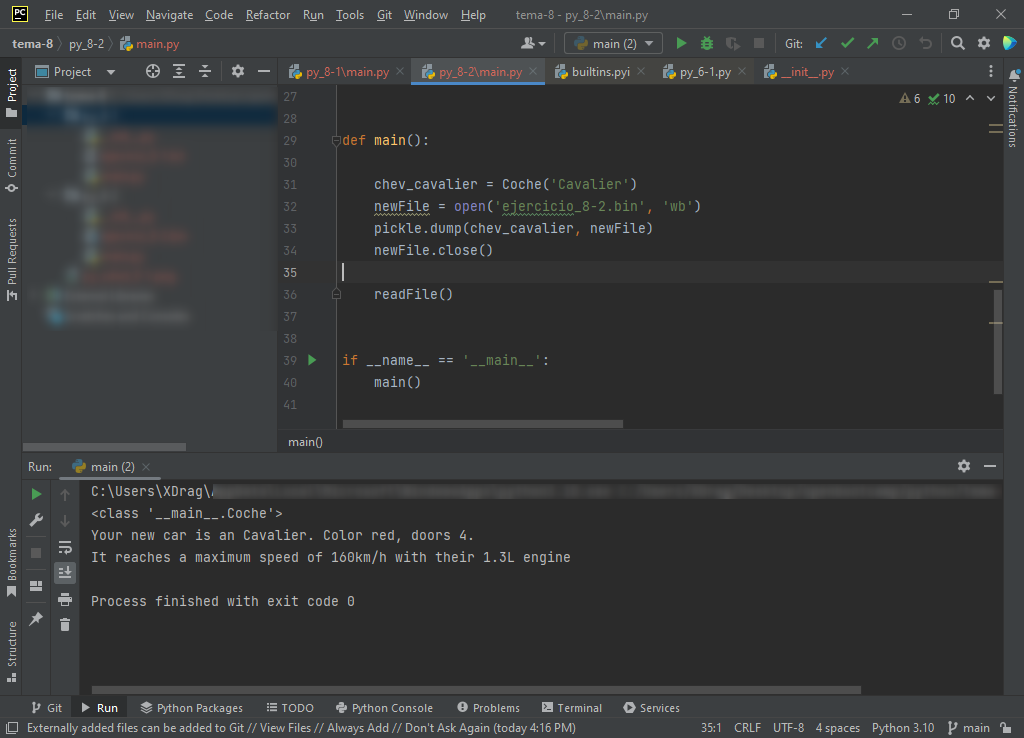 PC File Edit View Navigate Code Refactor Run Tools Git Window Help tema-8 - py_8-2\main.py
tema-8 py_8-2 main.py main (2) Git:
Project
Commit
Pull Requests
Bookmarks
Structure
Project
py_8-1\main.py py_8-2\main.py builtins.pyi py_6-1.py __init__.py
Notifications
6 10
27
28
29 def main():
30
31 chev_cavalier = Coche('Cavalier')
32 newFile = open('ejercicio_8-2.bin', 'wb')
33 pickle.dump(chev_cavalier, newFile)
34 newFile.close()
35
36 readFile()
37
38
39 if __name__ == '__main__':
40 main()
41
main()
Run: main (2)
C:\Users\XDrag\
<class '__main__.Coche'>
Your new car is an Cavalier. Color red, doors 4.
It reaches a maximum speed of 160km/h with their 1.3L engine
Process finished with exit code 0
Git Run Python Packages TODO Python Console Problems Terminal Services
Externally added files can be added to Git // View Files // Always Add // Don't Ask Again (today 4:16 PM) 35:1 CRLF UTF-8 4 spaces Python 3.10 main